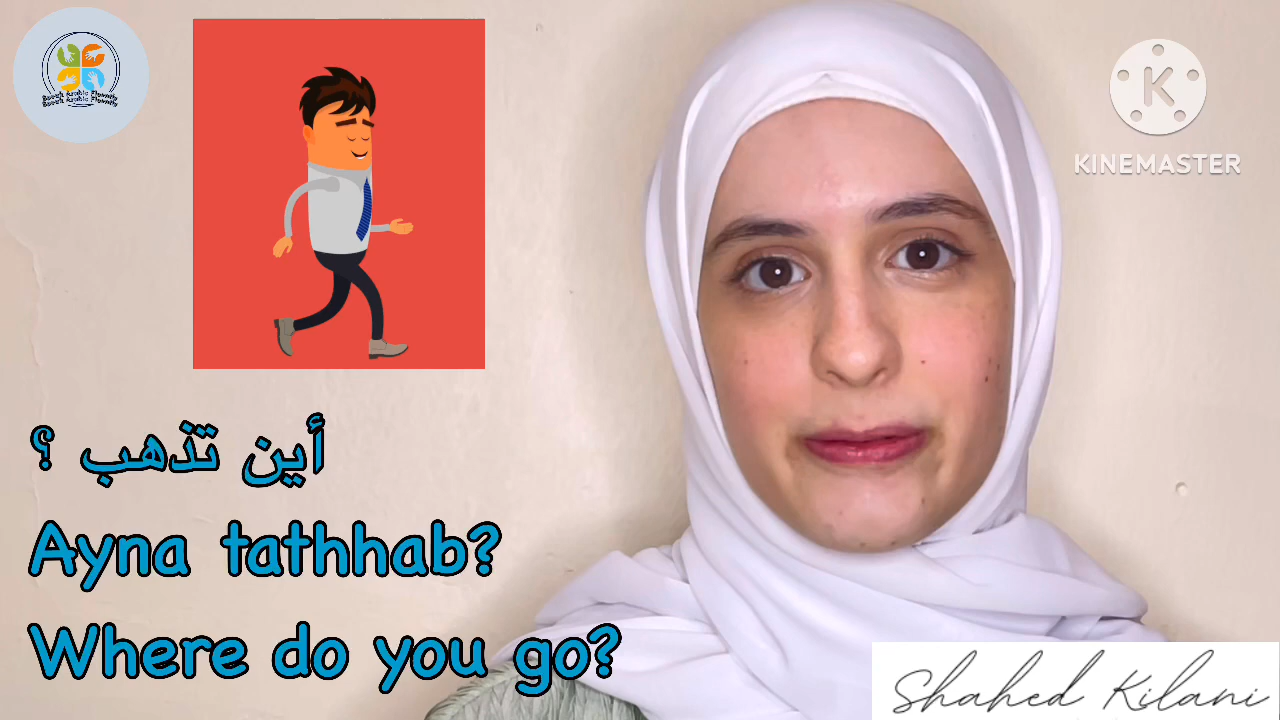 KINEMASTER
أين تذهب ؟
Ayna tathhab?
Where do you go?
Shahed Kilani